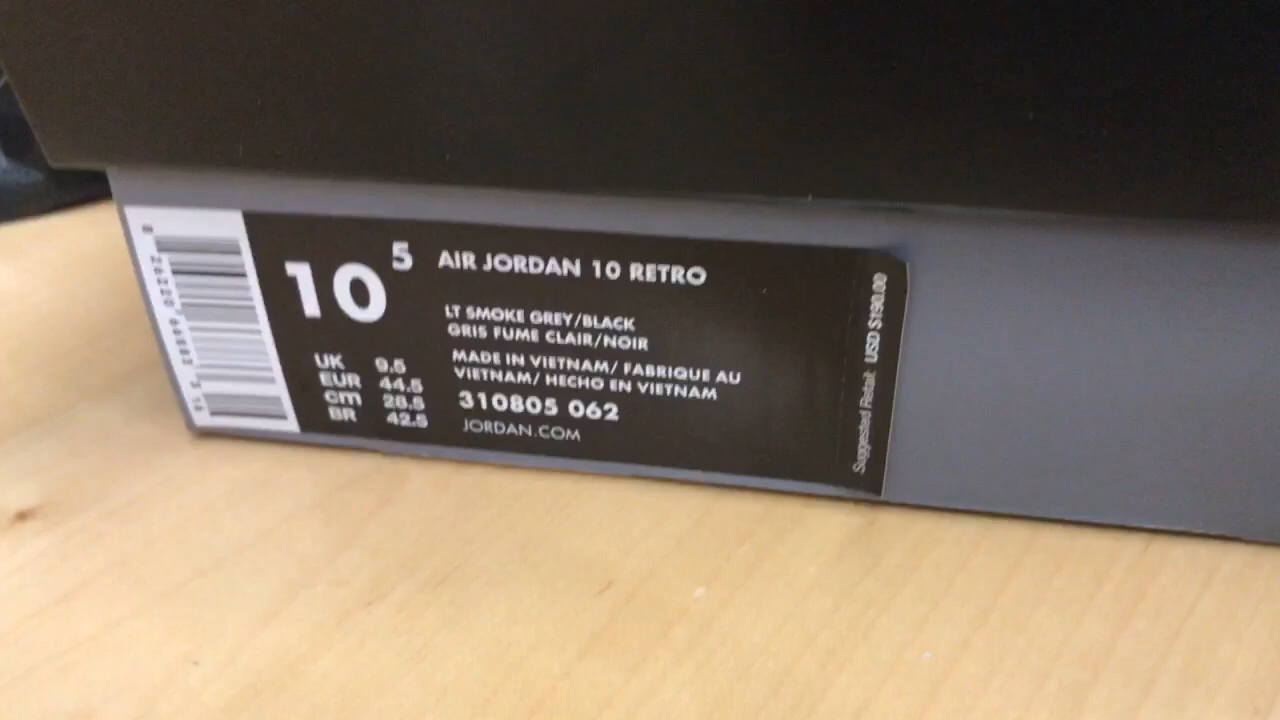 10 5
AIR JORDAN 10 RETRO
LT SMOKE GREY/BLACK
GRIS FUME CLAIR/NOIR
MADE IN VIETNAM/ FABRIQUE AU
VIETNAM/ HECHO EN VIETNAM
310805 062
JORDAN.COM
UK 9.5
EUR 44.5
cm 28.5
BR 42.5
Suggested Retail: USD $190.00